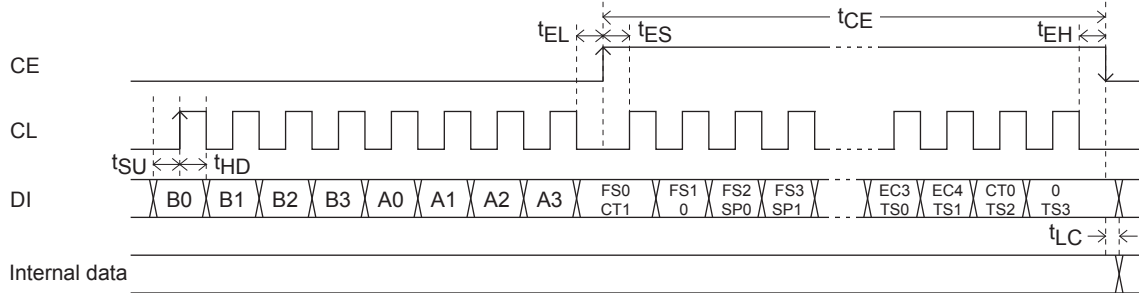 tCE
tEL tES tEH
CE
CL
tSU tHD
DI B0 B1 B2 B3 A0 A1 A2 A3 FS0 FS1 FS2 FS3 EC3 EC4 CT0 0
CT1 0 SP0 SP1 TS0 TS1 TS2 TS3
tLC
Internal data